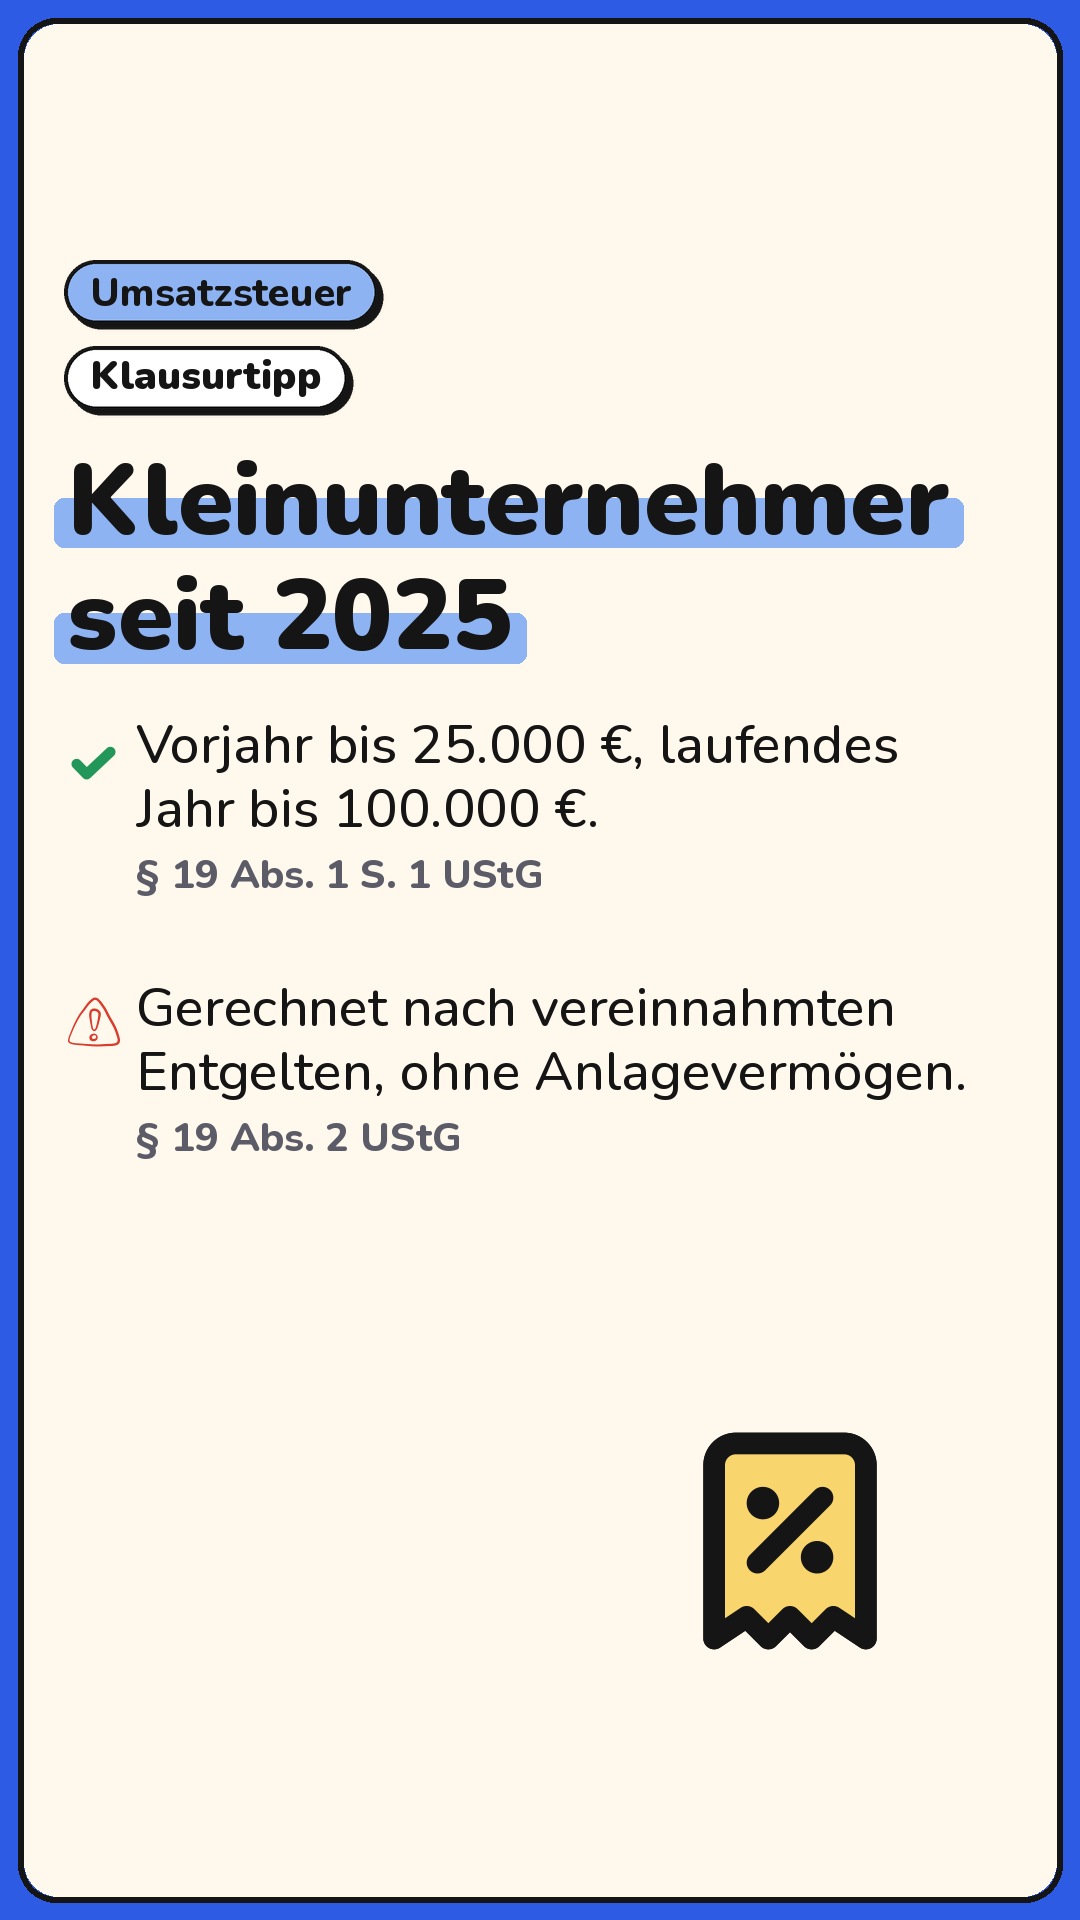 Umsatzsteuer
Klausurtipp
Kleinunternehmer
seit 2025
Vorjahr bis 25.000 €, laufendes
Jahr bis 100.000 €.
§ 19 Abs. 1 S. 1 UStG
Gerechnet nach vereinnahmten
Entgelten, ohne Anlagevermögen.
§ 19 Abs. 2 UStG